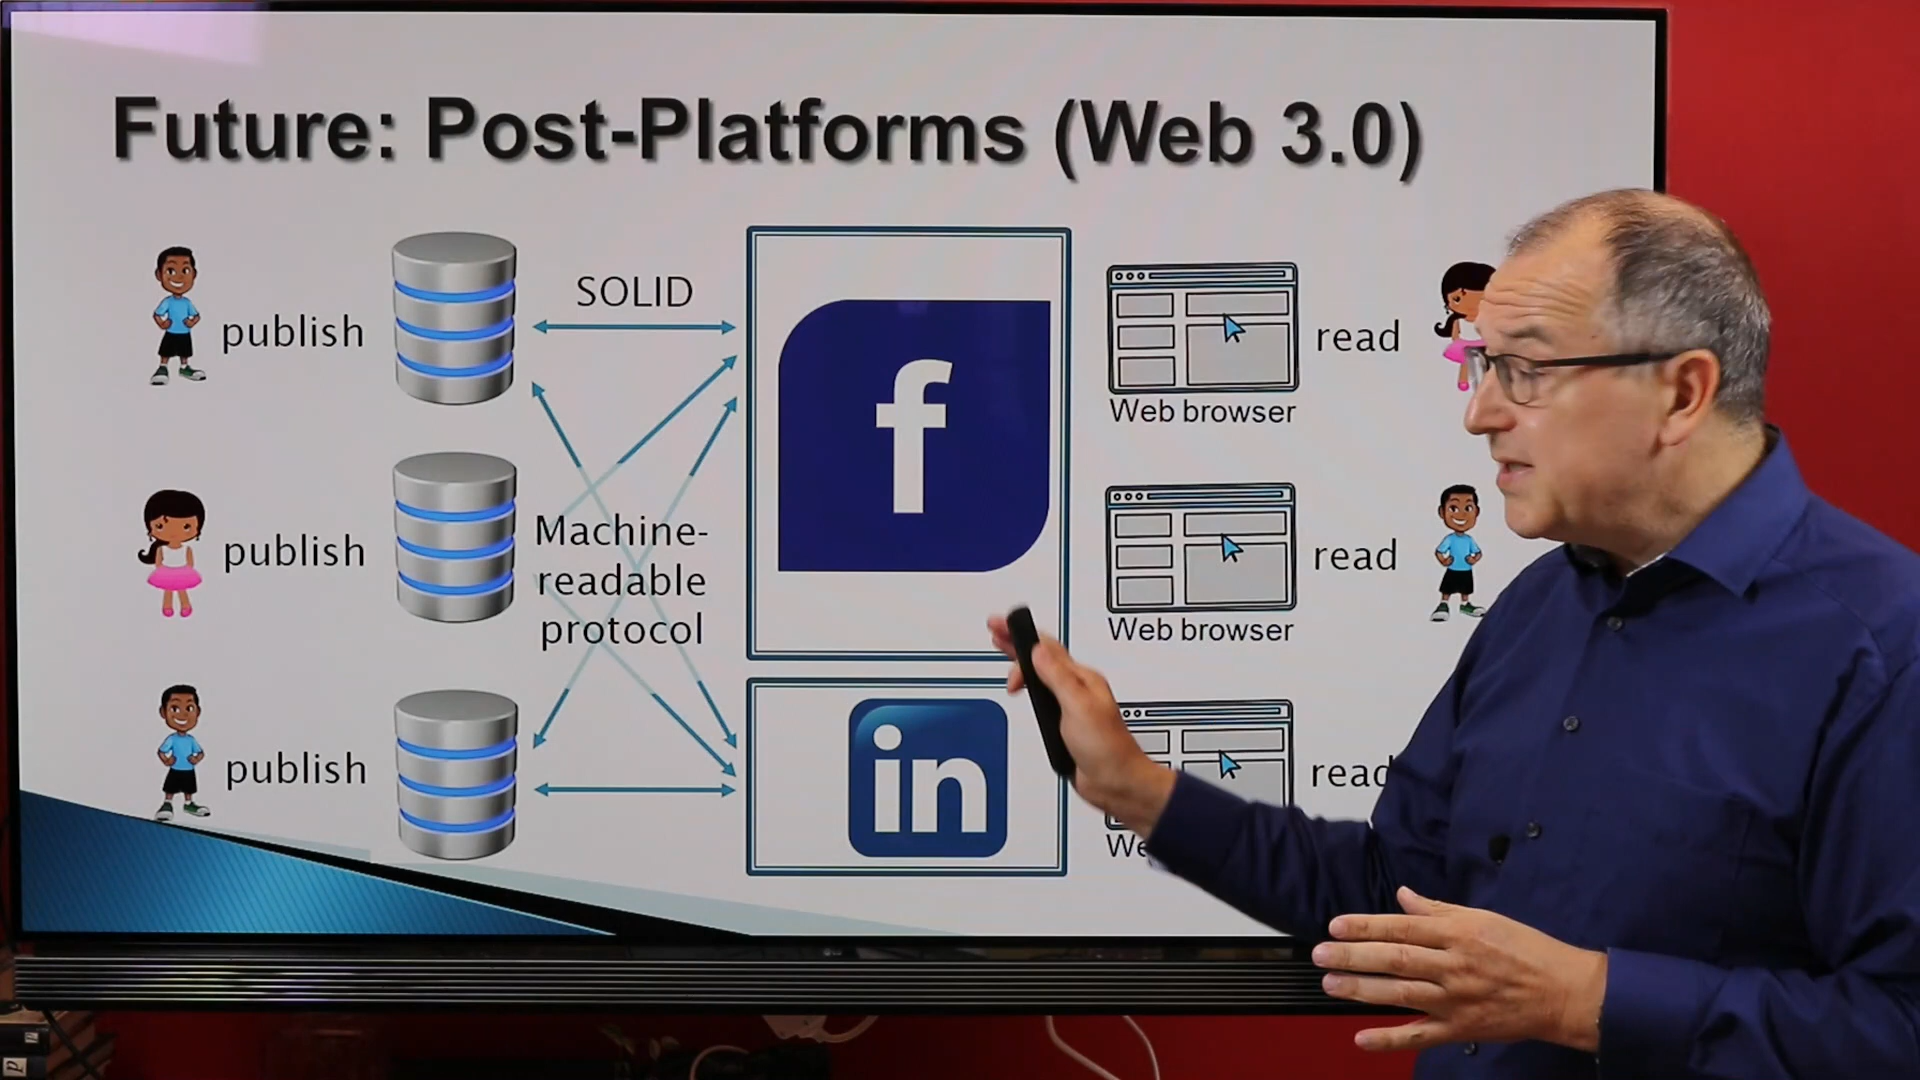 Future: Post-Platforms (Web 3.0)
SOLID
publish
f
read
Web browser
publish
Machine-
readable
protocol
read
Web browser
publish
in
read
We